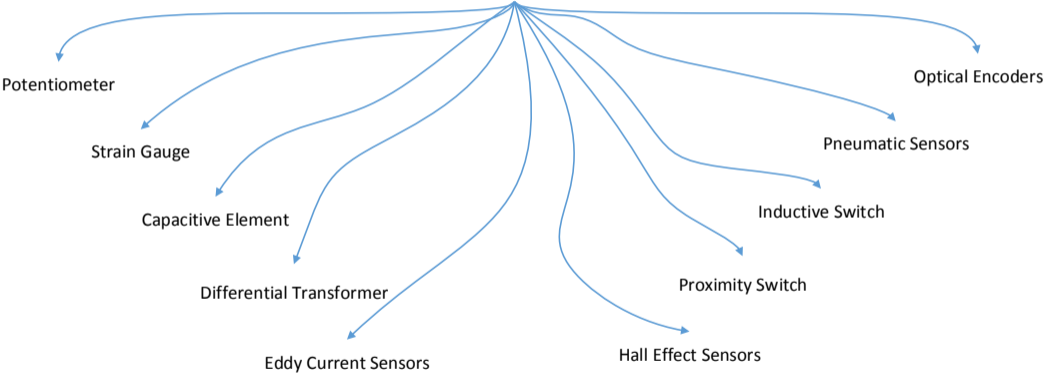 Potentiometer
Optical Encoders
Strain Gauge
Pneumatic Sensors
Capacitive Element
Inductive Switch
Differential Transformer
Proximity Switch
Eddy Current Sensors
Hall Effect Sensors